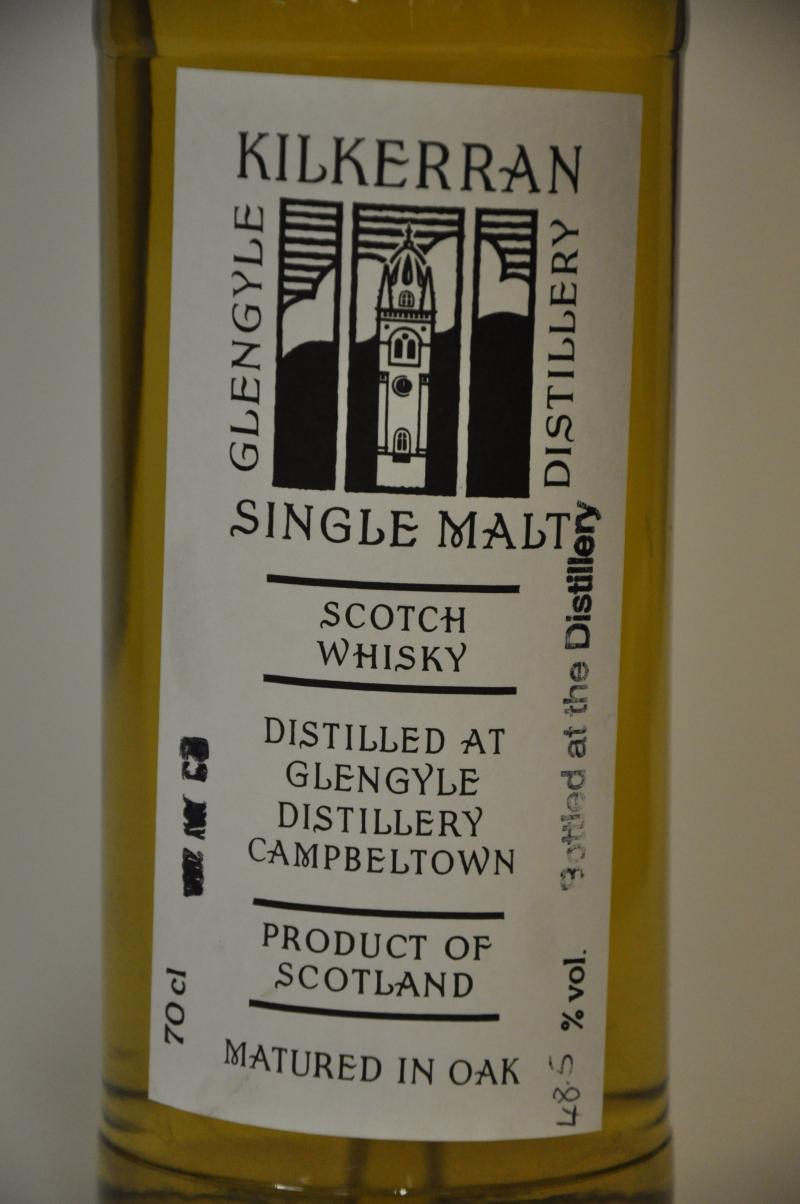 KILKERRAN
GLENGYLE
DISTILLERY
SINGLE MALT
SCOTCH
WHISKY
DISTILLED AT
GLENGYLE
DISTILLERY
CAMPBELTOWN
PRODUCT OF
SCOTLAND
MATURED IN OAK
70 cl
MAY
48.5 % vol.
Bottled at the Distillery